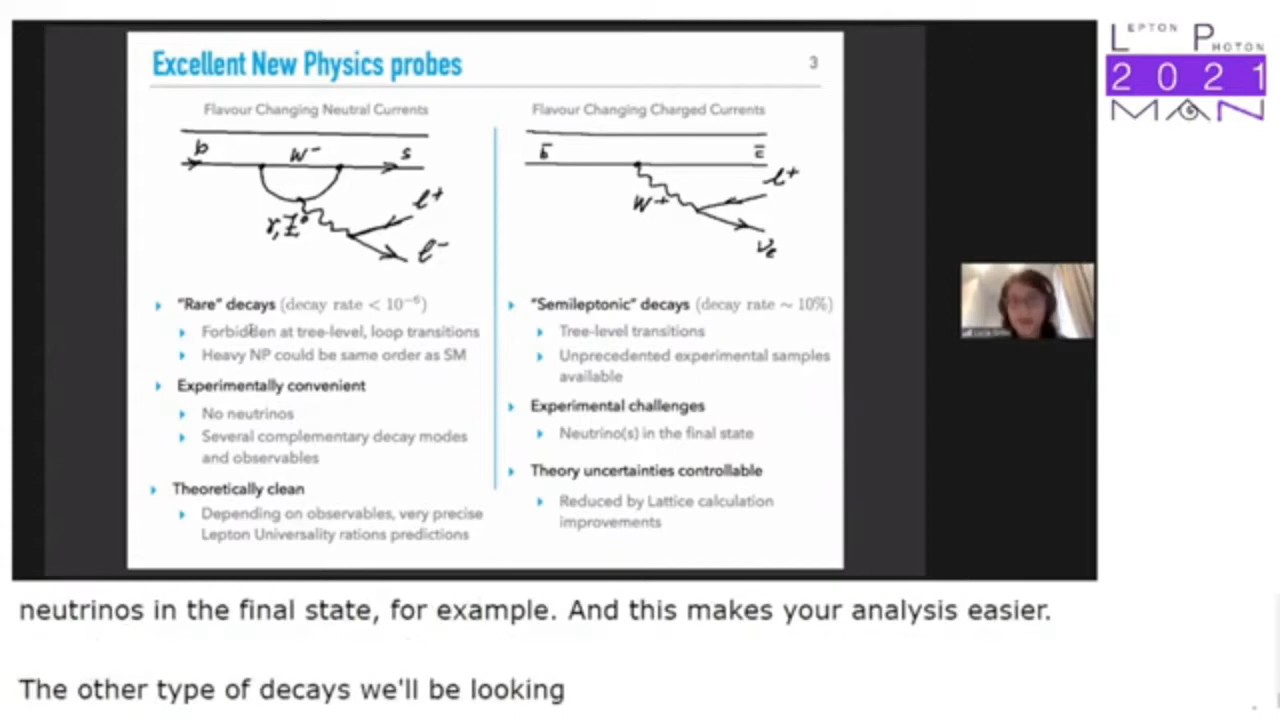 Excellent New Physics probes
3
Flavour Changing Neutral Currents
b
W-
s
l+
γ, Z°
l-
"Rare" decays (decay rate < 10⁻⁶)
Forbidden at tree-level, loop transitions
Heavy NP could be same order as SM
Experimentally convenient
No neutrinos
Several complementary decay modes
and observables
Theoretically clean
Depending on observables, very precise
Lepton Universality rations predictions
Flavour Changing Charged Currents
b̅
c̅
l+
W+
νℓ
"Semileptonic" decays (decay rate ~ 10%)
Tree-level transitions
Unprecedented experimental samples
available
Experimental challenges
Neutrino(s) in the final state
Theory uncertainties controllable
Reduced by Lattice calculation
improvements
LEPTON PHOTON
2021
MAN
neutrinos in the final state, for example. And this makes your analysis easier.
The other type of decays we'll be looking